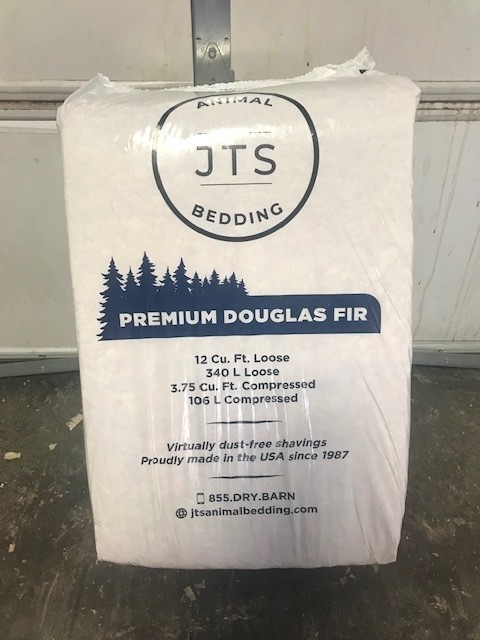 ANIMAL
JTS
BEDDING
PREMIUM DOUGLAS FIR
12 Cu. Ft. Loose
340 L Loose
3.75 Cu. Ft. Compressed
106 L Compressed
Virtually dust-free shavings
Proudly made in the USA since 1987
855.DRY.BARN
jtsanimalbedding.com